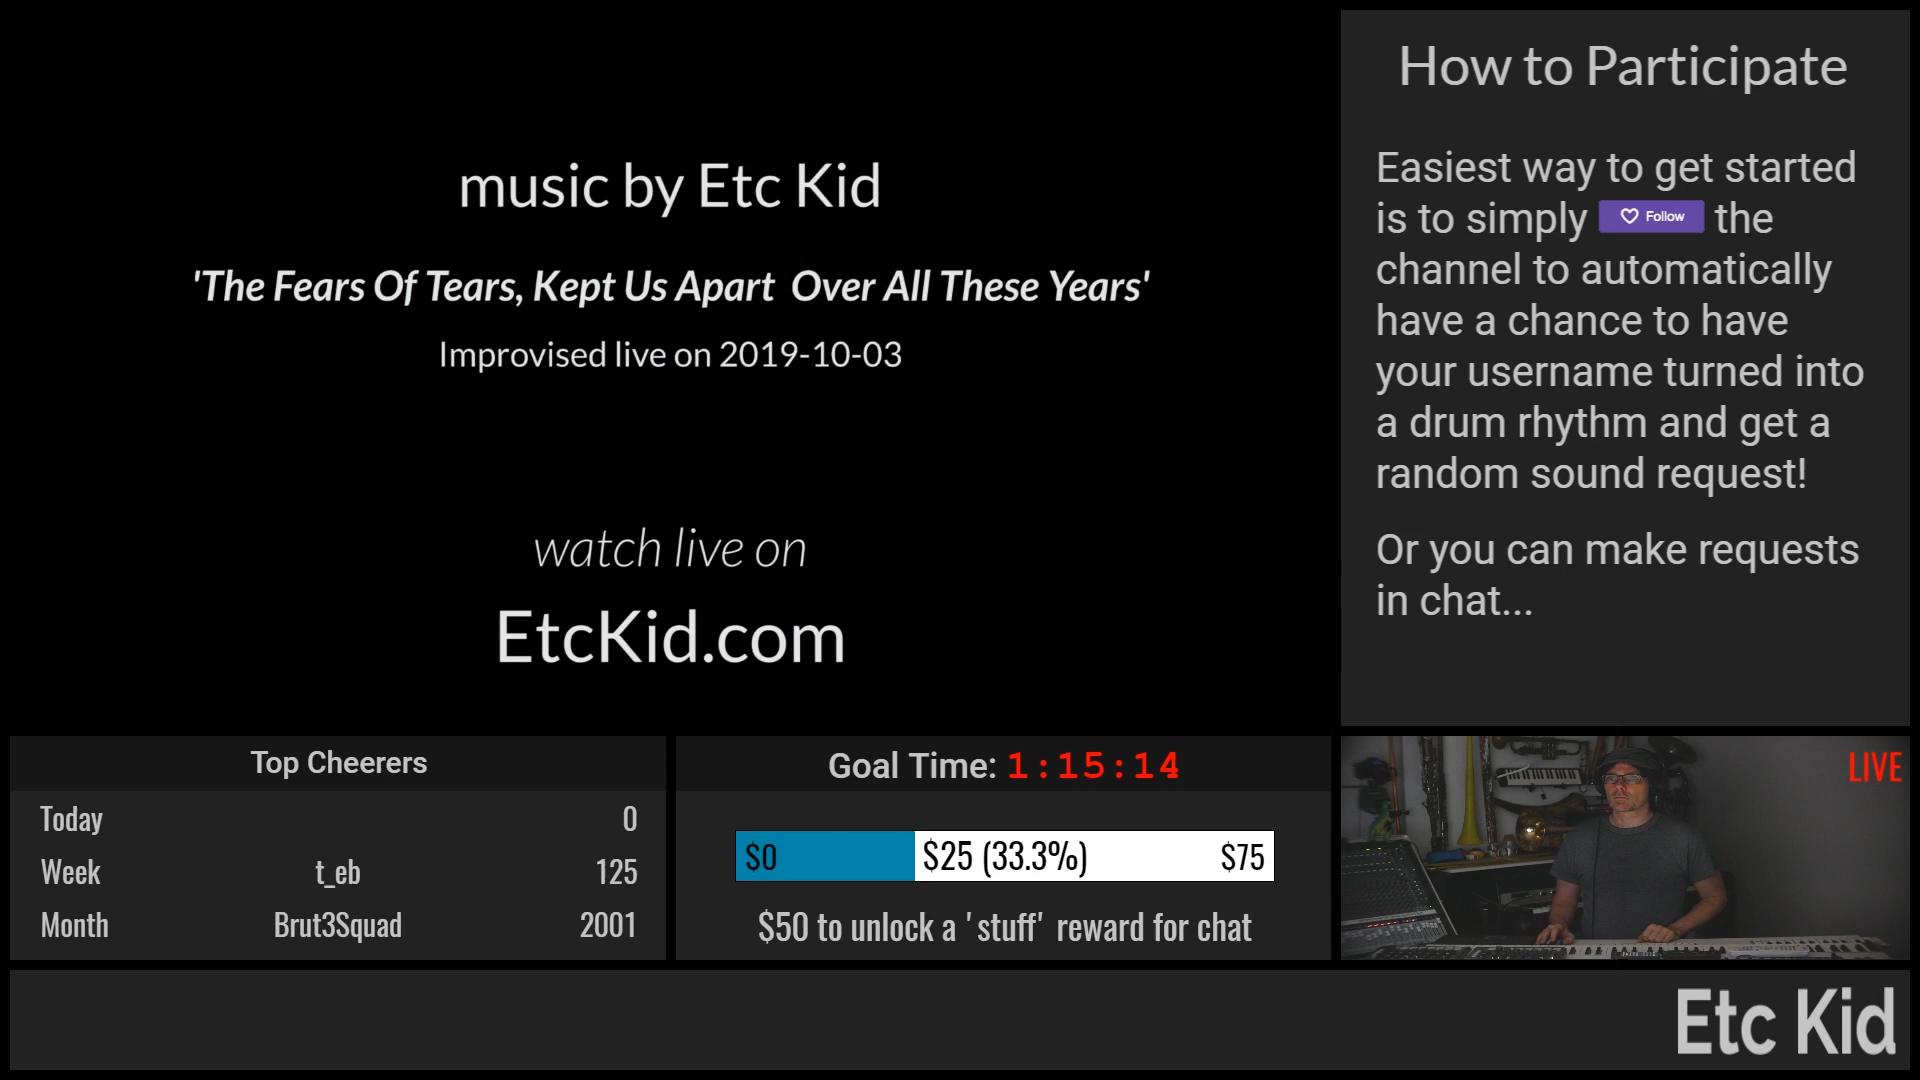 music by Etc Kid
'The Fears Of Tears, Kept Us Apart  Over All These Years'
Improvised live on 2019-10-03
watch live on
EtcKid.com
How to Participate
Easiest way to get started
is to simply Follow the
channel to automatically
have a chance to have
your username turned into
a drum rhythm and get a
random sound request!
Or you can make requests
in chat...
Top Cheerers
Today 0
Week t_eb 125
Month Brut3Squad 2001
Goal Time: 1:15:14
$0 $25 (33.3%) $75
$50 to unlock a 'stuff' reward for chat
LIVE
Etc Kid